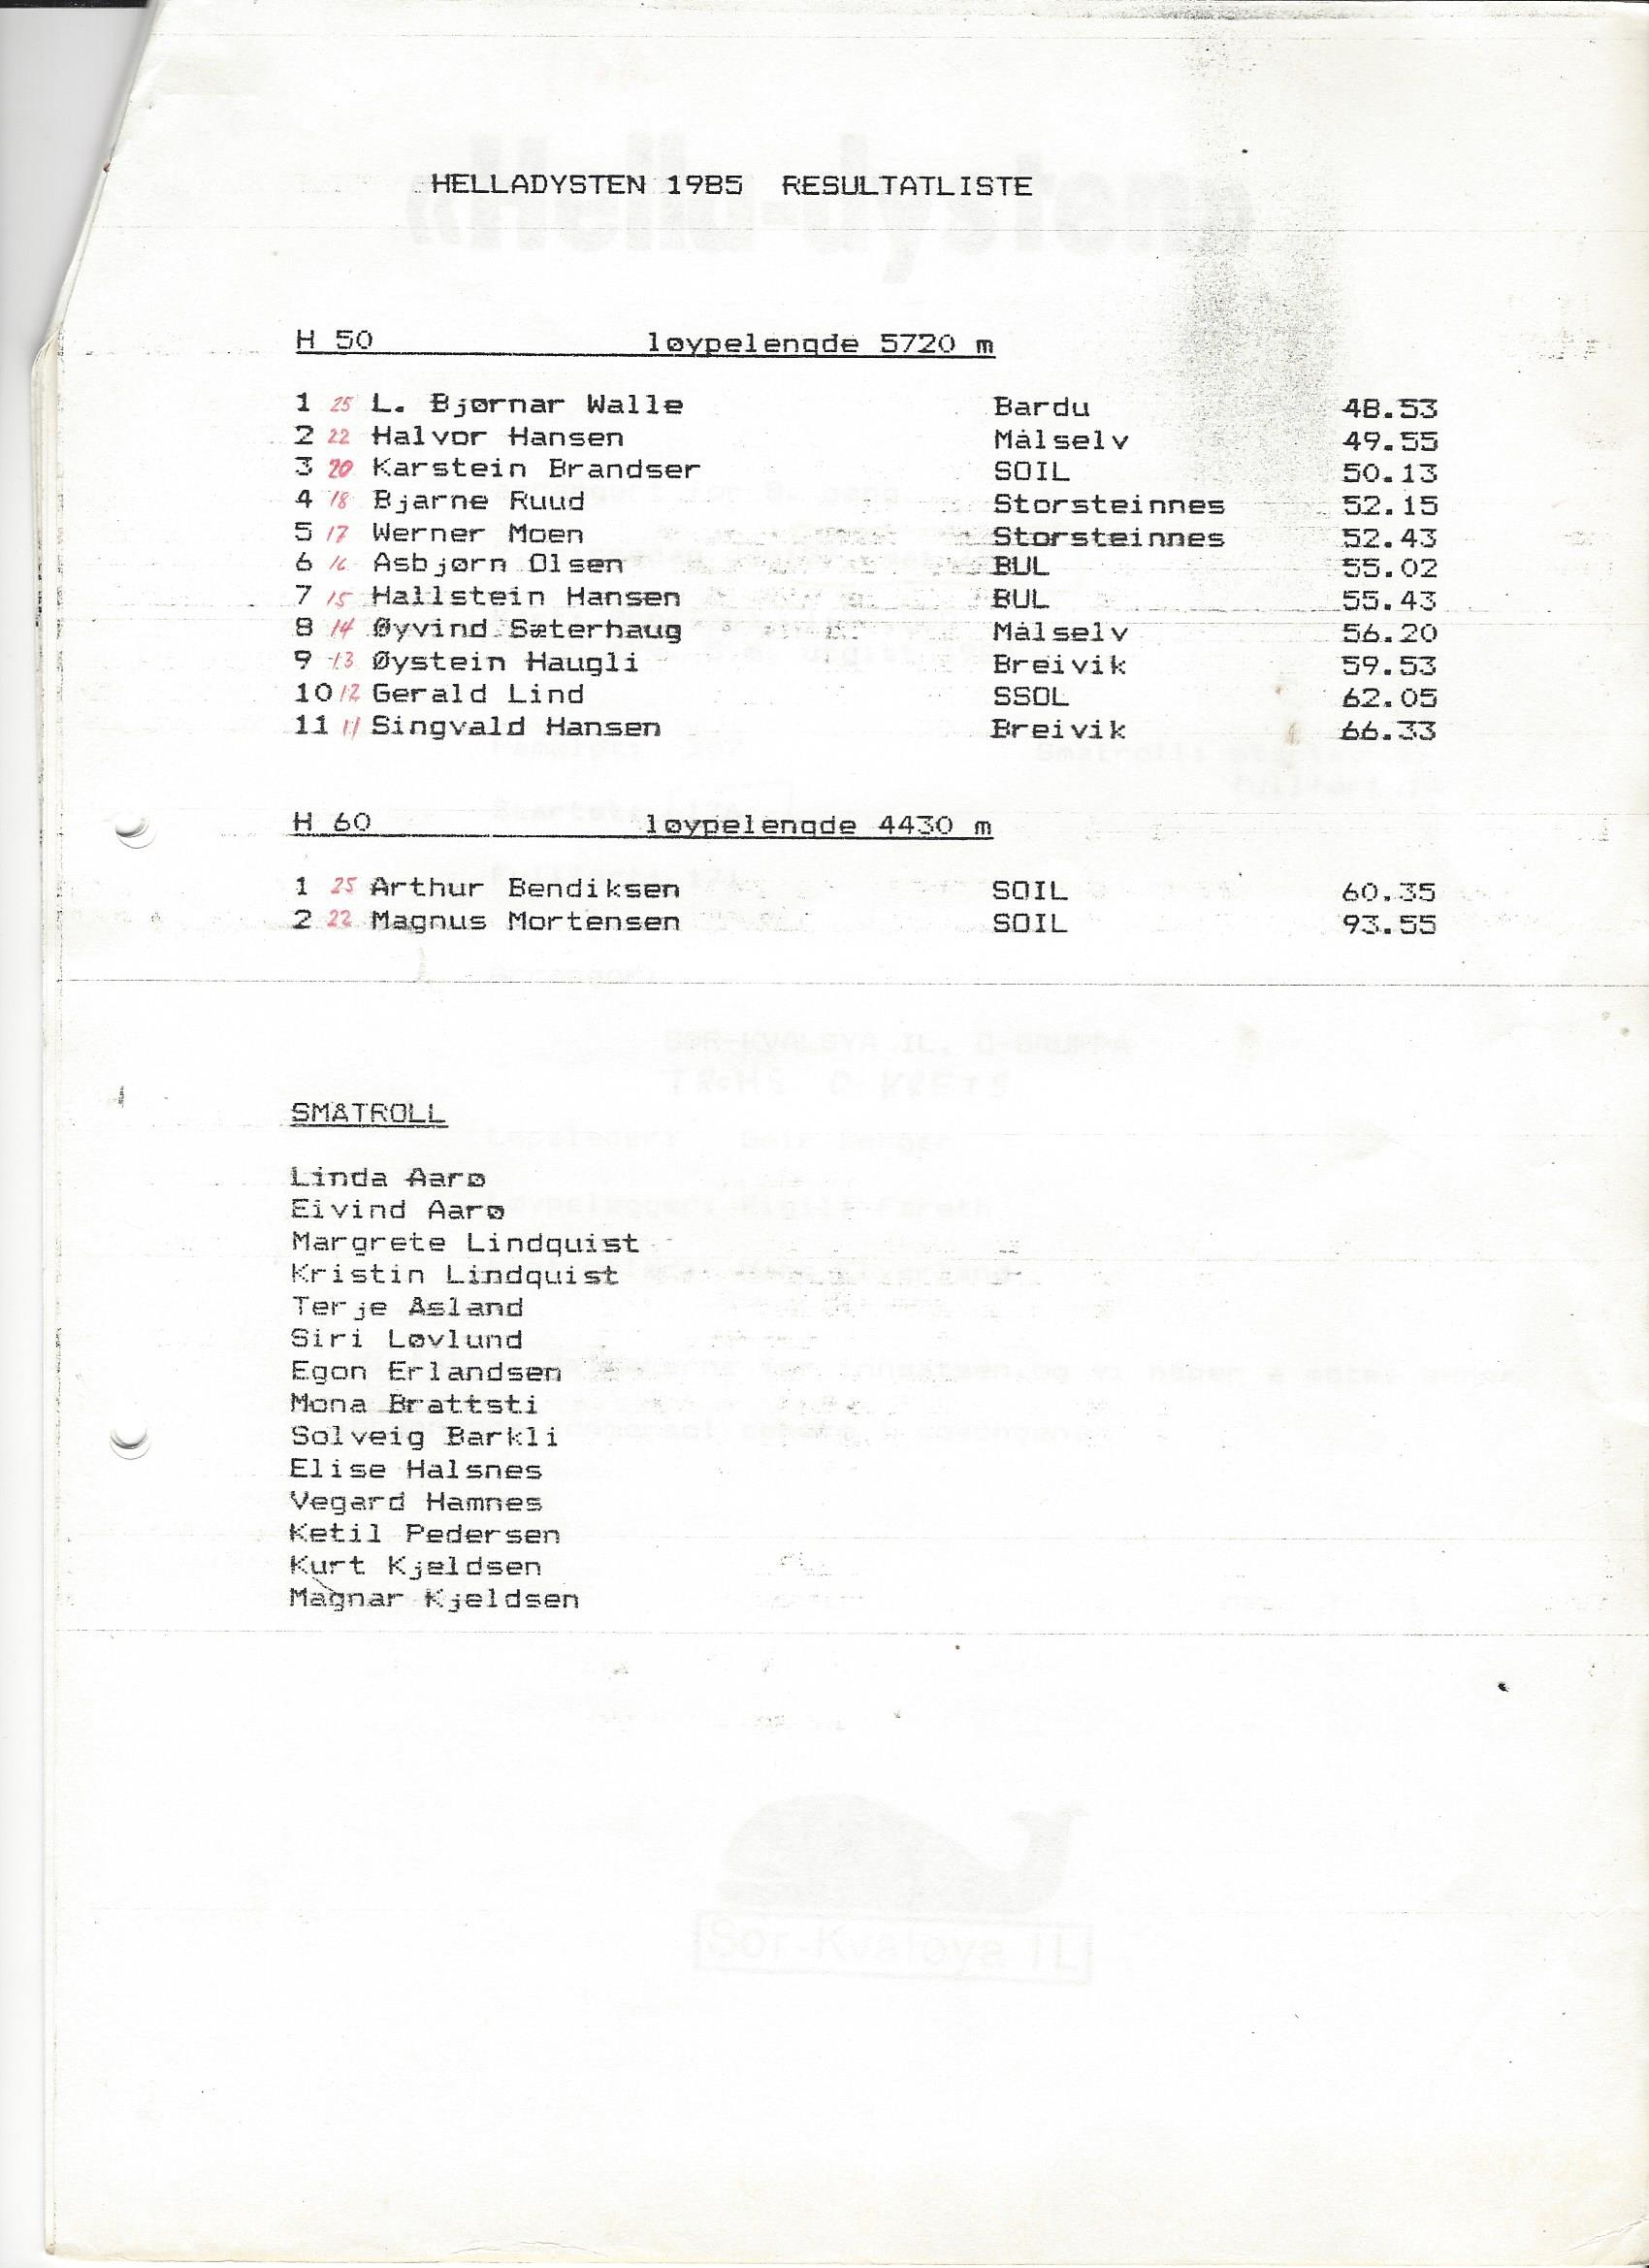 HELLADYSTEN 1985 RESULTATLISTE
H 50 løypelengde 5720 m
1 25 L. Bjørnar Walle Bardu 48.53
2 22 Halvor Hansen Målselv 49.55
3 20 Karstein Brandser SOIL 50.13
4 18 Bjarne Ruud Storsteinnes 52.15
5 17 Werner Moen Storsteinnes 52.43
6 16 Asbjørn Olsen BUL 55.02
7 15 Hallstein Hansen BUL 55.43
8 14 Øyvind Sæterhaug Målselv 56.20
9 13 Øystein Haugli Breivik 59.53
10 12 Gerald Lind SSOL 62.05
11 11 Singvald Hansen Breivik 66.33
H 60 løypelengde 4430 m
1 25 Arthur Bendiksen SOIL 60.35
2 22 Magnus Mortensen SOIL 93.55
SMÅTROLL
Linda Aarø
Eivind Aarø
Margrete Lindquist
Kristin Lindquist
Terje Åsland
Siri Løvlund
Egon Erlandsen
Mona Brattsti
Solveig Barkli
Elise Halsnes
Vegard Hamnes
Ketil Pedersen
Kurt Kjeldsen
Magnar Kjeldsen
Sør-Kvaløya IL